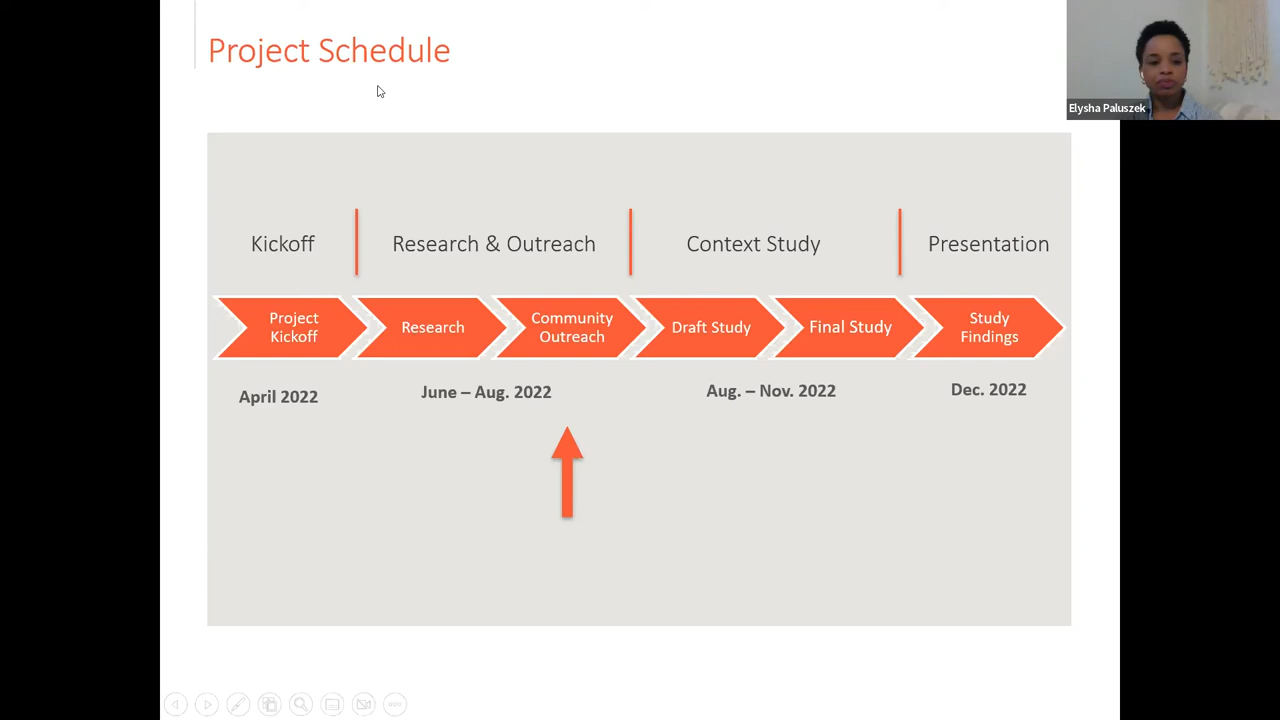 Project Schedule
Elysha Paluszek
Kickoff
Research & Outreach
Context Study
Presentation
Project
Kickoff
Research
Community
Outreach
Draft Study
Final Study
Study
Findings
April 2022
June – Aug. 2022
Aug. – Nov. 2022
Dec. 2022